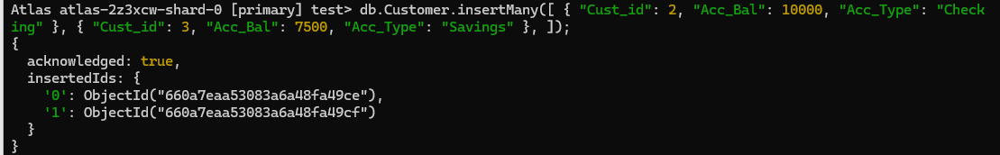 Atlas atlas-2z3xcw-shard-0 [primary] test> db.Customer.insertMany([ { "Cust_id": 2, "Acc_Bal": 10000, "Acc_Type": "Check
ing" }, { "Cust_id": 3, "Acc_Bal": 7500, "Acc_Type": "Savings" }, ]);
{
  acknowledged: true,
  insertedIds: {
    '0': ObjectId("660a7eaa53083a6a48fa49ce"),
    '1': ObjectId("660a7eaa53083a6a48fa49cf")
  }
}